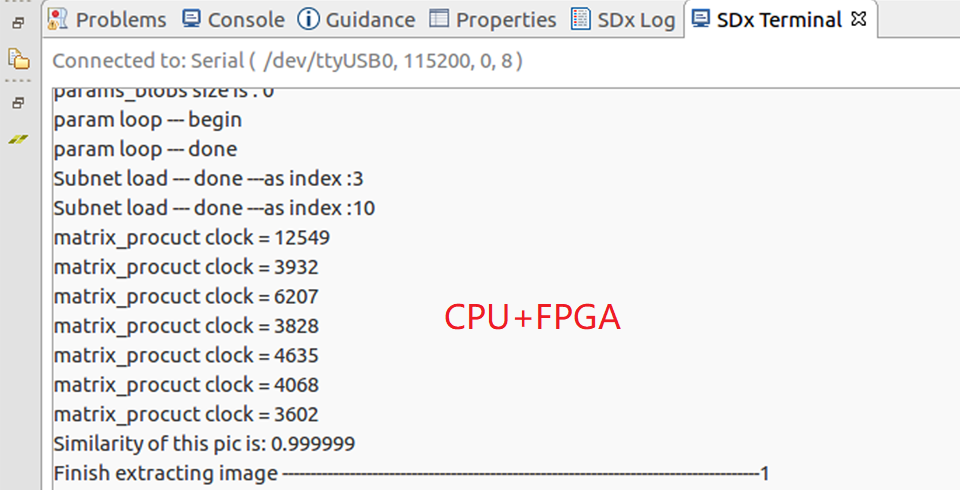 Problems Console Guidance Properties SDx Log SDx Terminal
Connected to: Serial ( /dev/ttyUSB0, 115200, 0, 8 )
params_blobs size is : 0
param loop --- begin
param loop --- done
Subnet load --- done ---as index :3
Subnet load --- done ---as index :10
matrix_procuct clock = 12549
matrix_procuct clock = 3932
matrix_procuct clock = 6207
CPU+FPGA
matrix_procuct clock = 3828
matrix_procuct clock = 4635
matrix_procuct clock = 4068
matrix_procuct clock = 3602
Similarity of this pic is: 0.999999
Finish extracting image -------------------------------------------------------------------------------------1